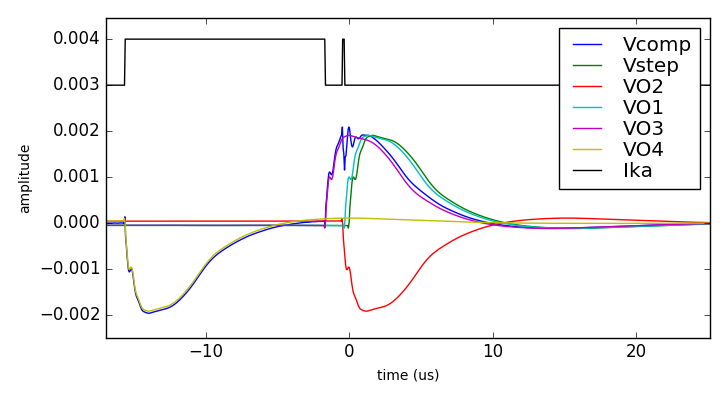 0.004
0.003
0.002
0.001
0.000
−0.001
−0.002
amplitude
−10
0
10
20
time (us)
Vcomp
Vstep
VO2
VO1
VO3
VO4
Ika